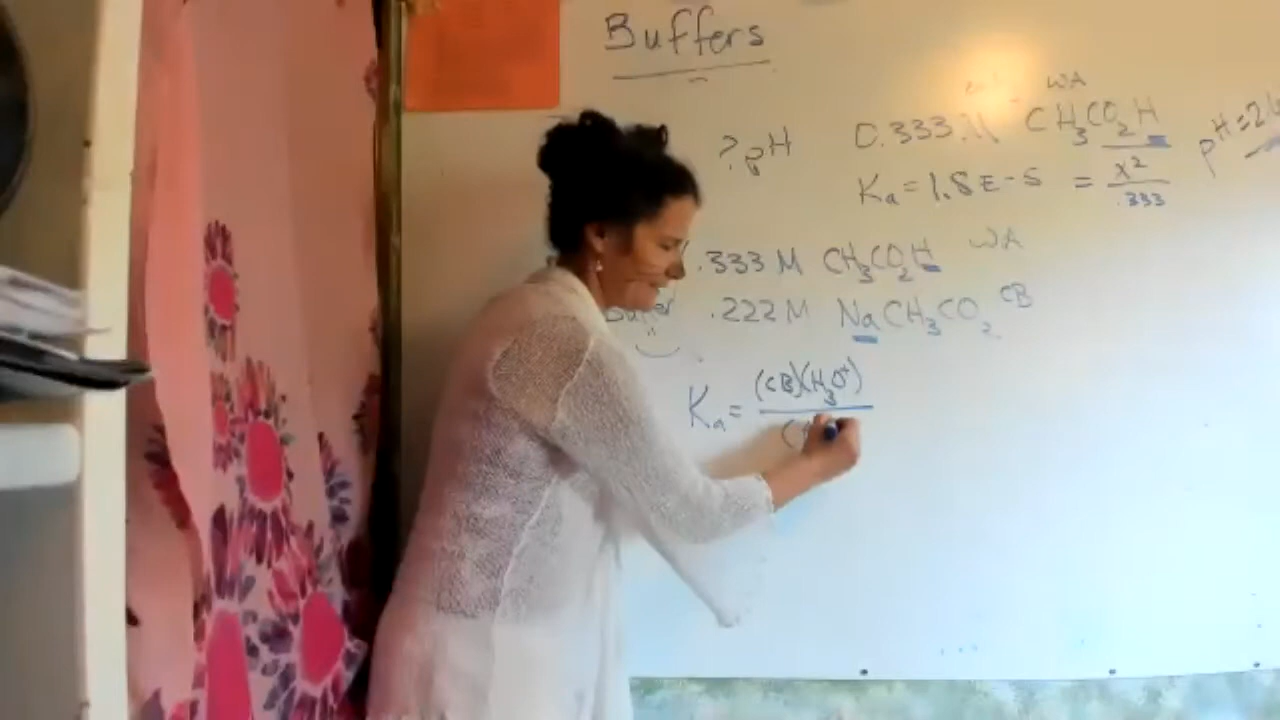 Buffers
? pH
WA
0.333 M CH₃CO₂H
Ka = 1.8E-5 = x²/.333
.333 M CH₃CO₂H WA
.222 M NaCH₃CO₂ CB
Ka = (CB)(H₃O⁺)